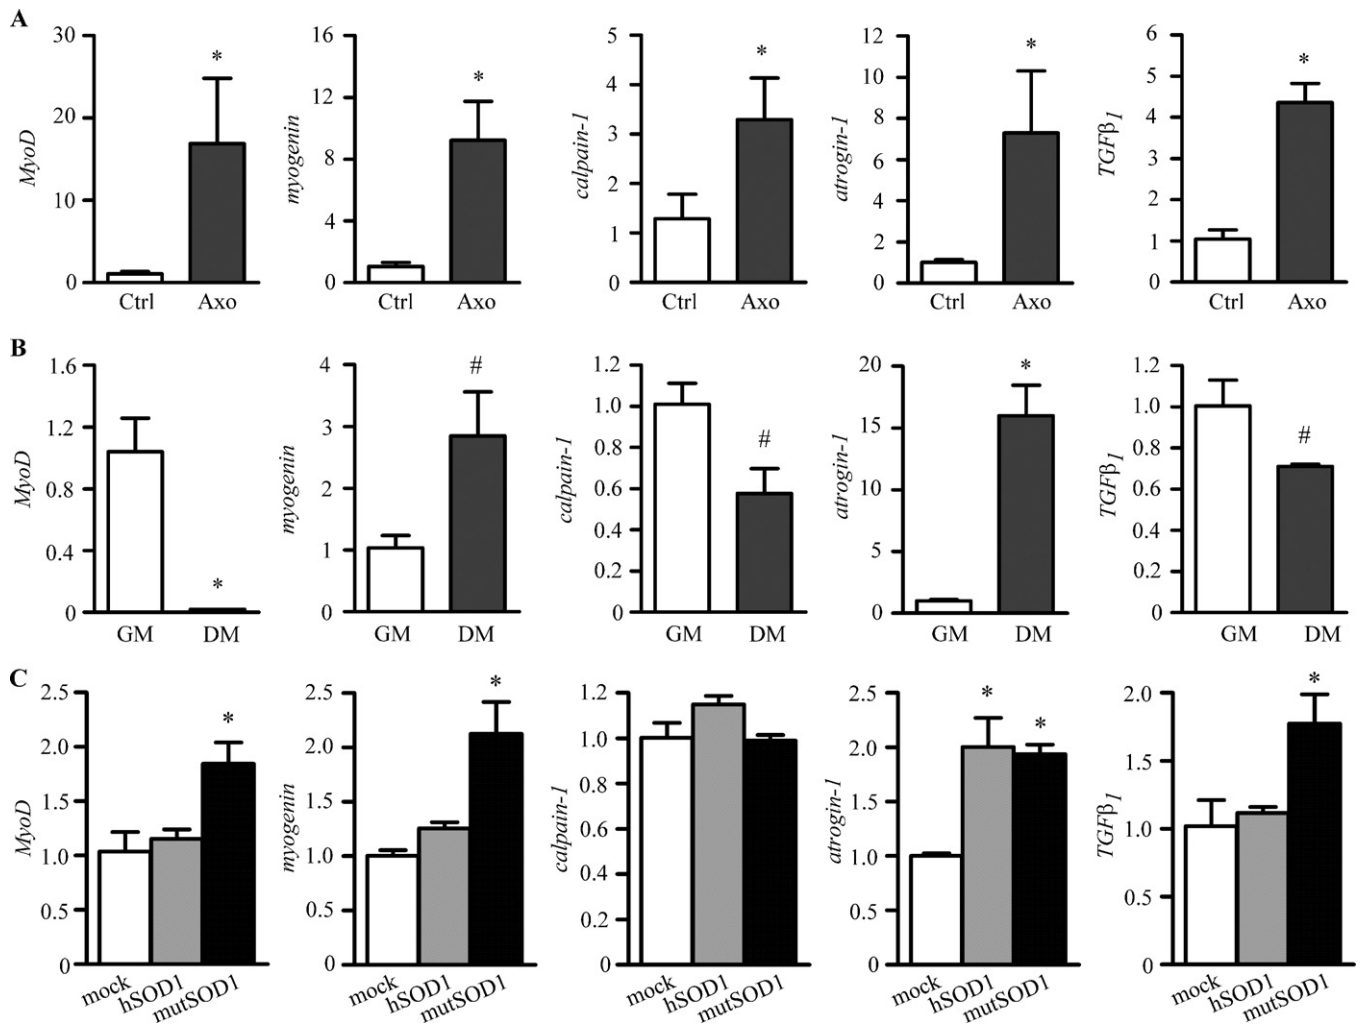 A
MyoD
30
20
10
0
*
Ctrl Axo
myogenin
16
12
8
4
0
*
Ctrl Axo
calpain-1
5
4
3
2
1
0
*
Ctrl Axo
atrogin-1
12
10
8
6
4
2
0
*
Ctrl Axo
TGFβ1
6
5
4
3
2
1
0
*
Ctrl Axo
B
MyoD
1.6
1.2
0.8
0.4
0
*
GM DM
myogenin
4
3
2
1
0
#
GM DM
calpain-1
1.2
1.0
0.8
0.6
0.4
0.2
0
#
GM DM
atrogin-1
20
15
10
5
0
*
GM DM
TGFβ1
1.2
1.0
0.8
0.6
0.4
0.2
0
#
GM DM
C
MyoD
2.5
2.0
1.5
1.0
0.5
0
*
mock
hSOD1
mutSOD1
myogenin
2.5
2.0
1.5
1.0
0.5
0
*
mock
hSOD1
mutSOD1
calpain-1
1.2
1.0
0.8
0.6
0.4
0.2
0
mock
hSOD1
mutSOD1
atrogin-1
2.5
2.0
1.5
1.0
0.5
0
*
*
mock
hSOD1
mutSOD1
TGFβ1
2.0
1.5
1.0
0.5
0
*
mock
hSOD1
mutSOD1